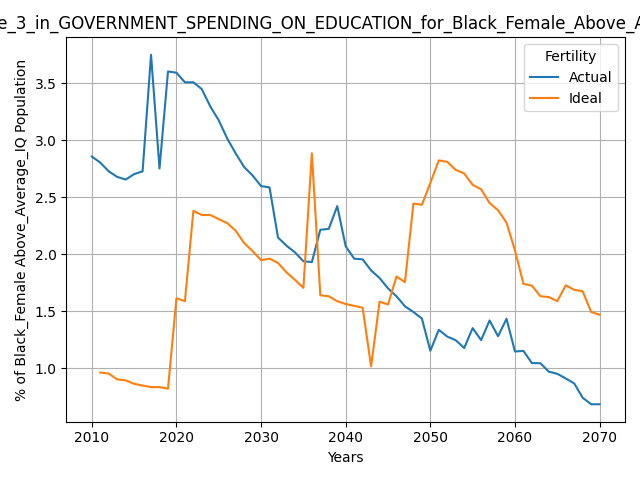 e_3_in_GOVERNMENT_SPENDING_ON_EDUCATION_for_Black_Female_Above_A
% of Black_Female Above_Average_IQ Population
Fertility
Actual
Ideal
3.5
3.0
2.5
2.0
1.5
1.0
2010 2020 2030 2040 2050 2060 2070
Years